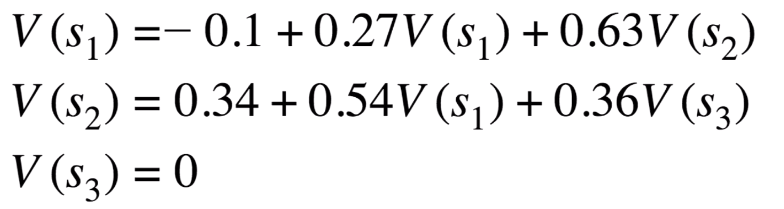 V(s₁) =− 0.1 + 0.27V(s₁) + 0.63V(s₂)
V(s₂) = 0.34 + 0.54V(s₁) + 0.36V(s₃)
V(s₃) = 0